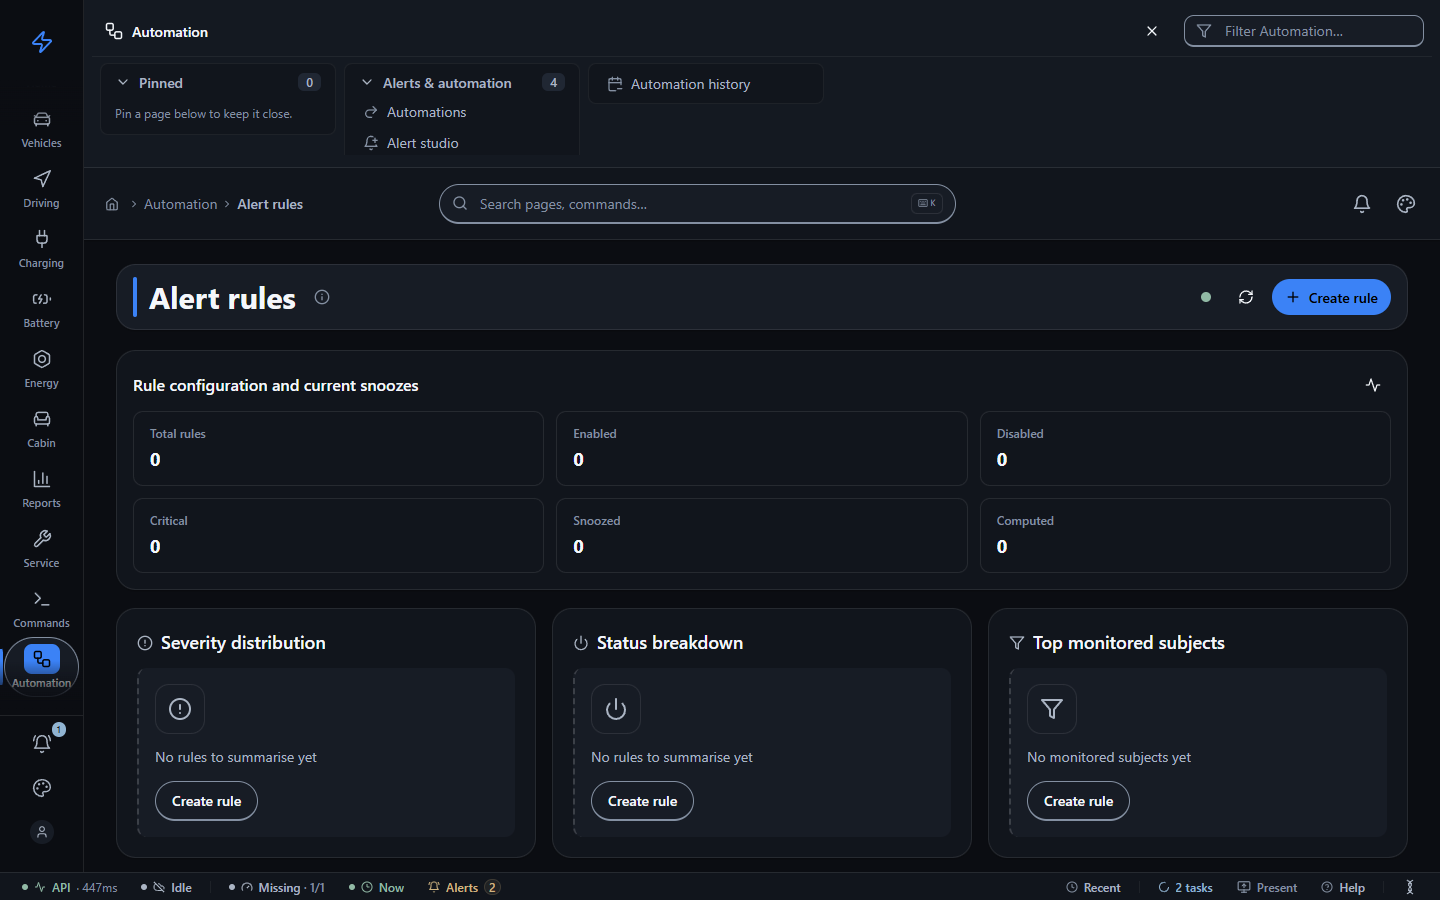 Automation
Filter Automation...
Pinned 0
Pin a page below to keep it close.
Alerts & automation 4
Automations
Alert studio
Automation history
Vehicles
Driving
Charging
Battery
Energy
Cabin
Reports
Service
Commands
Automation
1
Automation Alert rules
Search pages, commands... K
Alert rules
Create rule
Rule configuration and current snoozes
Total rules
0
Enabled
0
Disabled
0
Critical
0
Snoozed
0
Computed
0
Severity distribution
No rules to summarise yet
Create rule
Status breakdown
No rules to summarise yet
Create rule
Top monitored subjects
No monitored subjects yet
Create rule
API · 447ms
Idle
Missing · 1/1
Now
Alerts 2
Recent
2 tasks
Present
Help